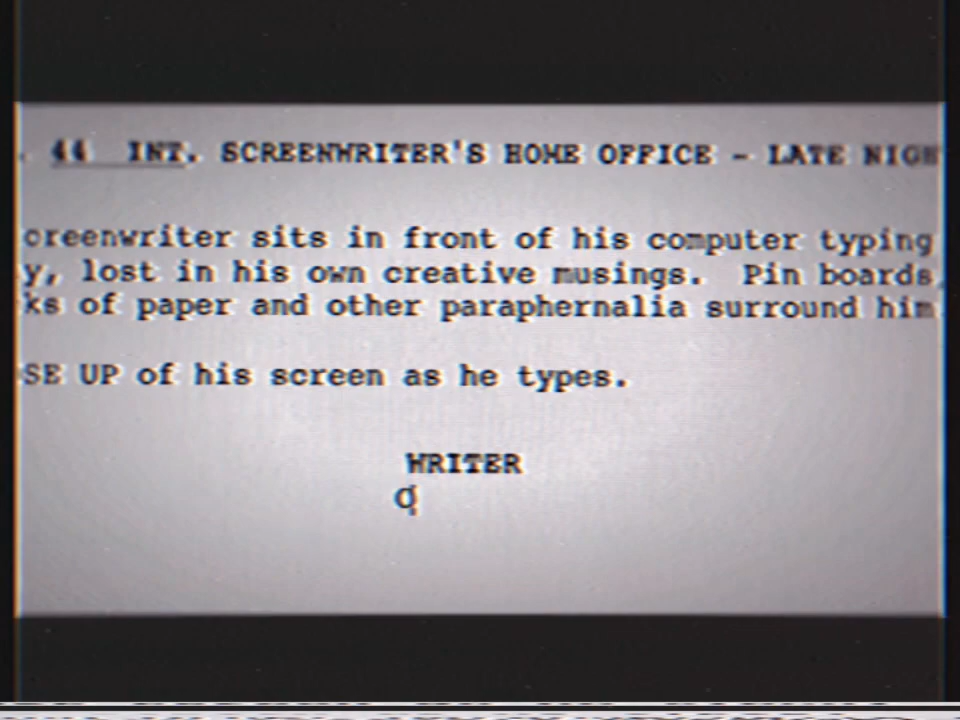 44 INT. SCREENWRITER'S HOME OFFICE - LATE NIGH
creenwriter sits in front of his computer typing
y, lost in his own creative musings. Pin boards,
ks of paper and other paraphernalia surround him
SE UP of his screen as he types.
WRITER